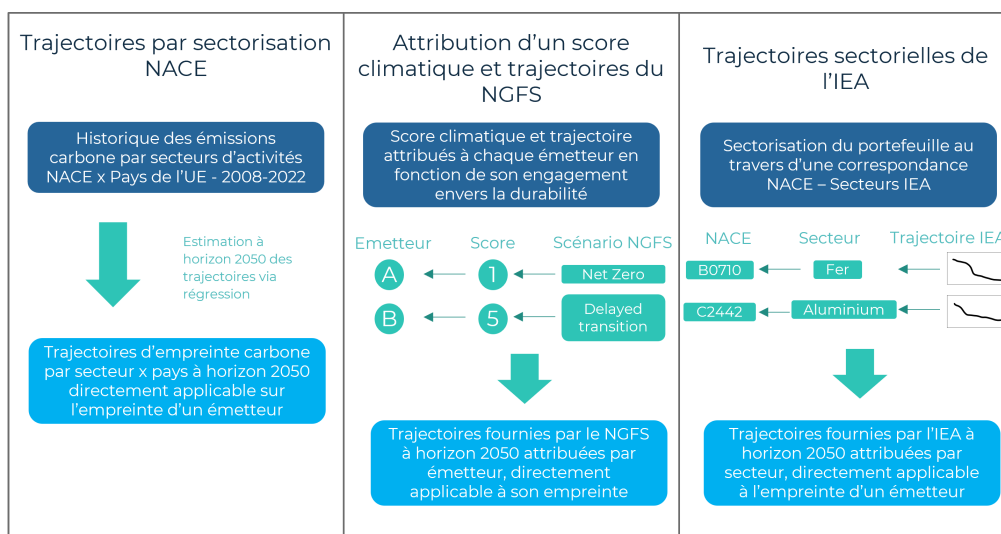 Trajectoires par sectorisation
NACE
Historique des émissions
carbone par secteurs d'activités
NACE x Pays de l'UE - 2008-2022
Estimation à
horizon 2050 des
trajectoires via
régression
Trajectoires d'empreinte carbone
par secteur x pays à horizon 2050
directement applicable sur
l'empreinte d'un émetteur
Attribution d'un score
climatique et trajectoires du
NGFS
Score climatique et trajectoire
attribués à chaque émetteur en
fonction de son engagement
envers la durabilité
Emetteur Score Scénario NGFS
A 1 Net Zero
B 5 Delayed
transition
Trajectoires fournies par le NGFS
à horizon 2050 attribuées par
émetteur, directement
applicable à son empreinte
Trajectoires sectorielles de
l'IEA
Sectorisation du portefeuille au
travers d'une correspondance
NACE – Secteurs IEA
NACE Secteur Trajectoire IEA
B0710 Fer
C2442 Aluminium
Trajectoires fournies par l'IEA à
horizon 2050 attribuées par
secteur, directement applicable
à l'empreinte d'un émetteur